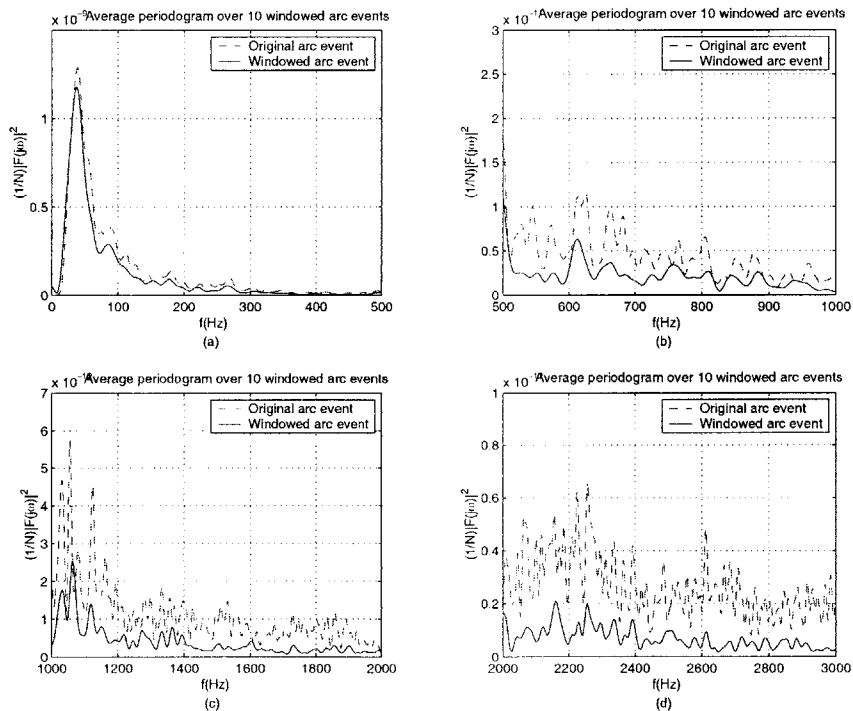 x 10⁻⁹ Average periodogram over 10 windowed arc events
Original arc event
Windowed arc event
1
0.5
0
(1/N)|F(jω)|²
0 100 200 300 400 500
f(Hz)
(a)
Average periodogram over 10 windowed arc events
Original arc event
Windowed arc event
3
2.5
2
1.5
1
0.5
0
(1/N)|F(jω)|²
500 600 700 800 900 1000
f(Hz)
(b)
Average periodogram over 10 windowed arc events
Original arc event
Windowed arc event
7
6
5
4
3
2
1
0
(1/N)|F(jω)|²
1000 1200 1400 1600 1800 2000
f(Hz)
(c)
Average periodogram over 10 windowed arc events
Original arc event
Windowed arc event
1
0.8
0.6
0.4
0.2
0
(1/N)|F(jω)|²
2000 2200 2400 2600 2800 3000
f(Hz)
(d)